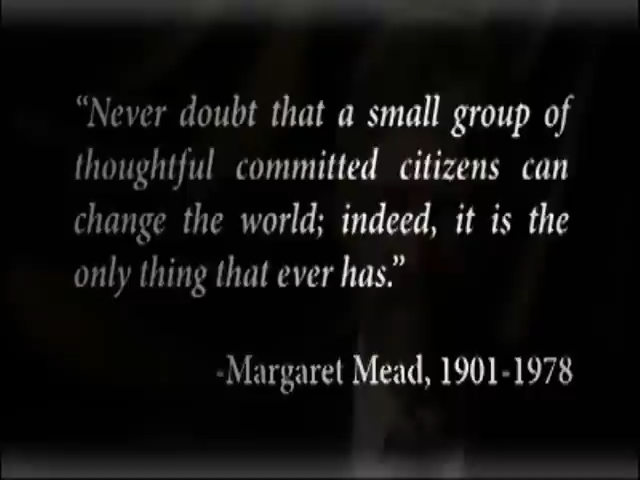 “Never doubt that a small group of
thoughtful committed citizens can
change the world; indeed, it is the
only thing that ever has.”
-Margaret Mead, 1901-1978